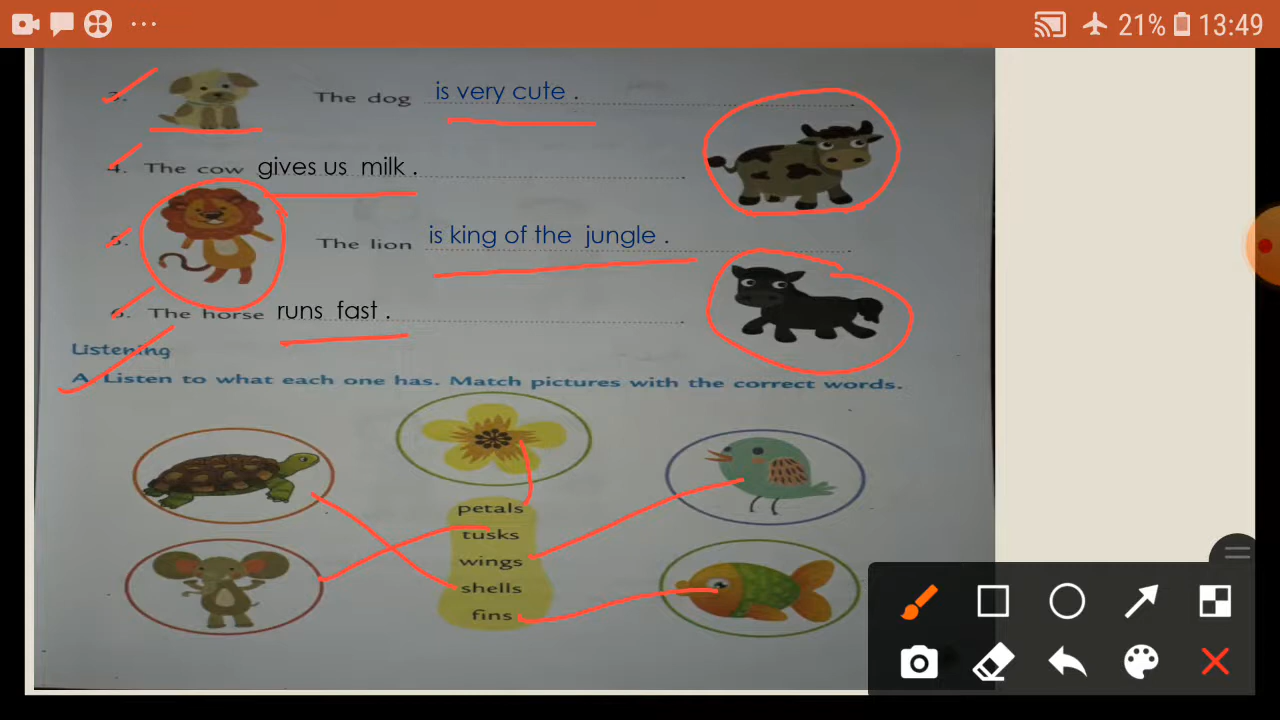 21% 13:49
3. The dog is very cute .
4. The cow gives us milk .
5. The lion is king of the jungle .
6. The horse runs fast .
Listening
A. Listen to what each one has. Match pictures with the correct words.
petals
tusks
wings
shells
fins